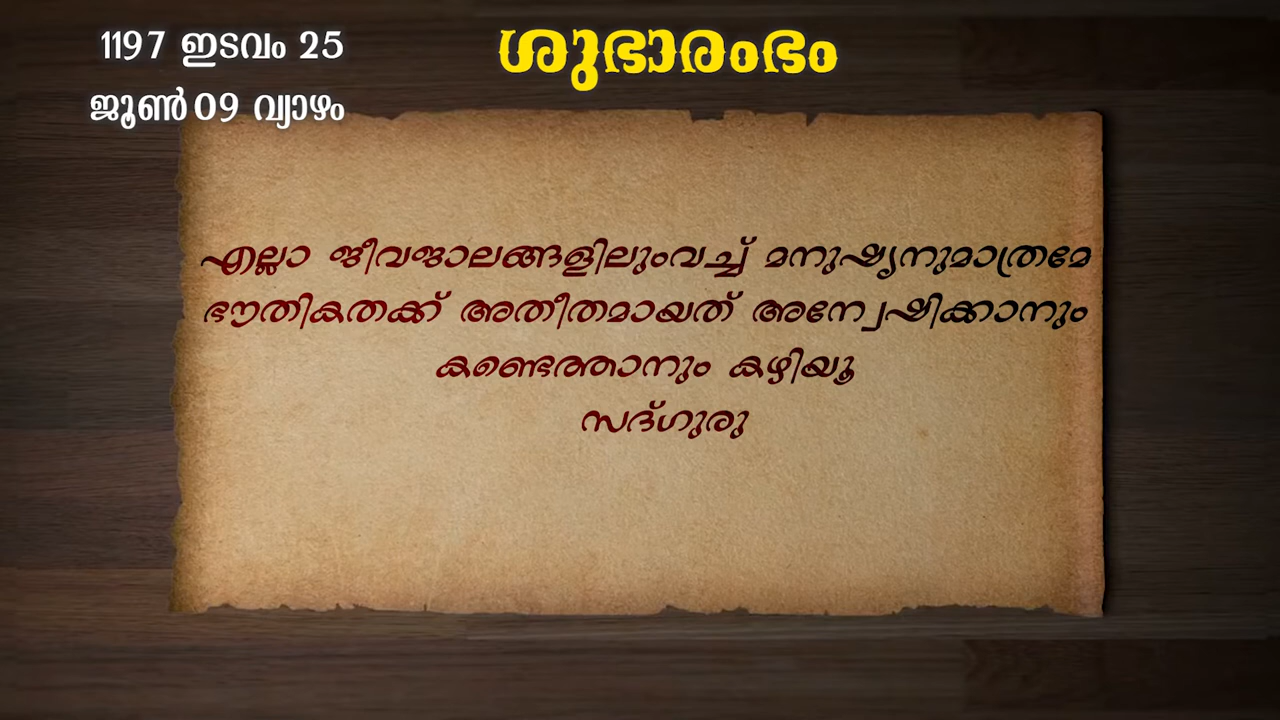 1197 ഇടവം 25
ജൂൺ 09 വ്യാഴം
ശുഭാരംഭം
എല്ലാ ജീവജാലങ്ങളിലുംവച്ച് മനുഷ്യനുമാത്രമേ
ഭൗതികതക്ക് അതീതമായത് അന്വേഷിക്കാനും
കണ്ടെത്താനും കഴിയൂ
സദ്ഗുരു